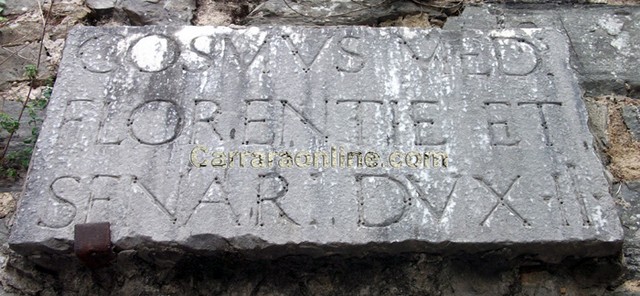 COSMVS MED:
FLORENTIE ET
Carraraonline.com
SENAR: DVX II